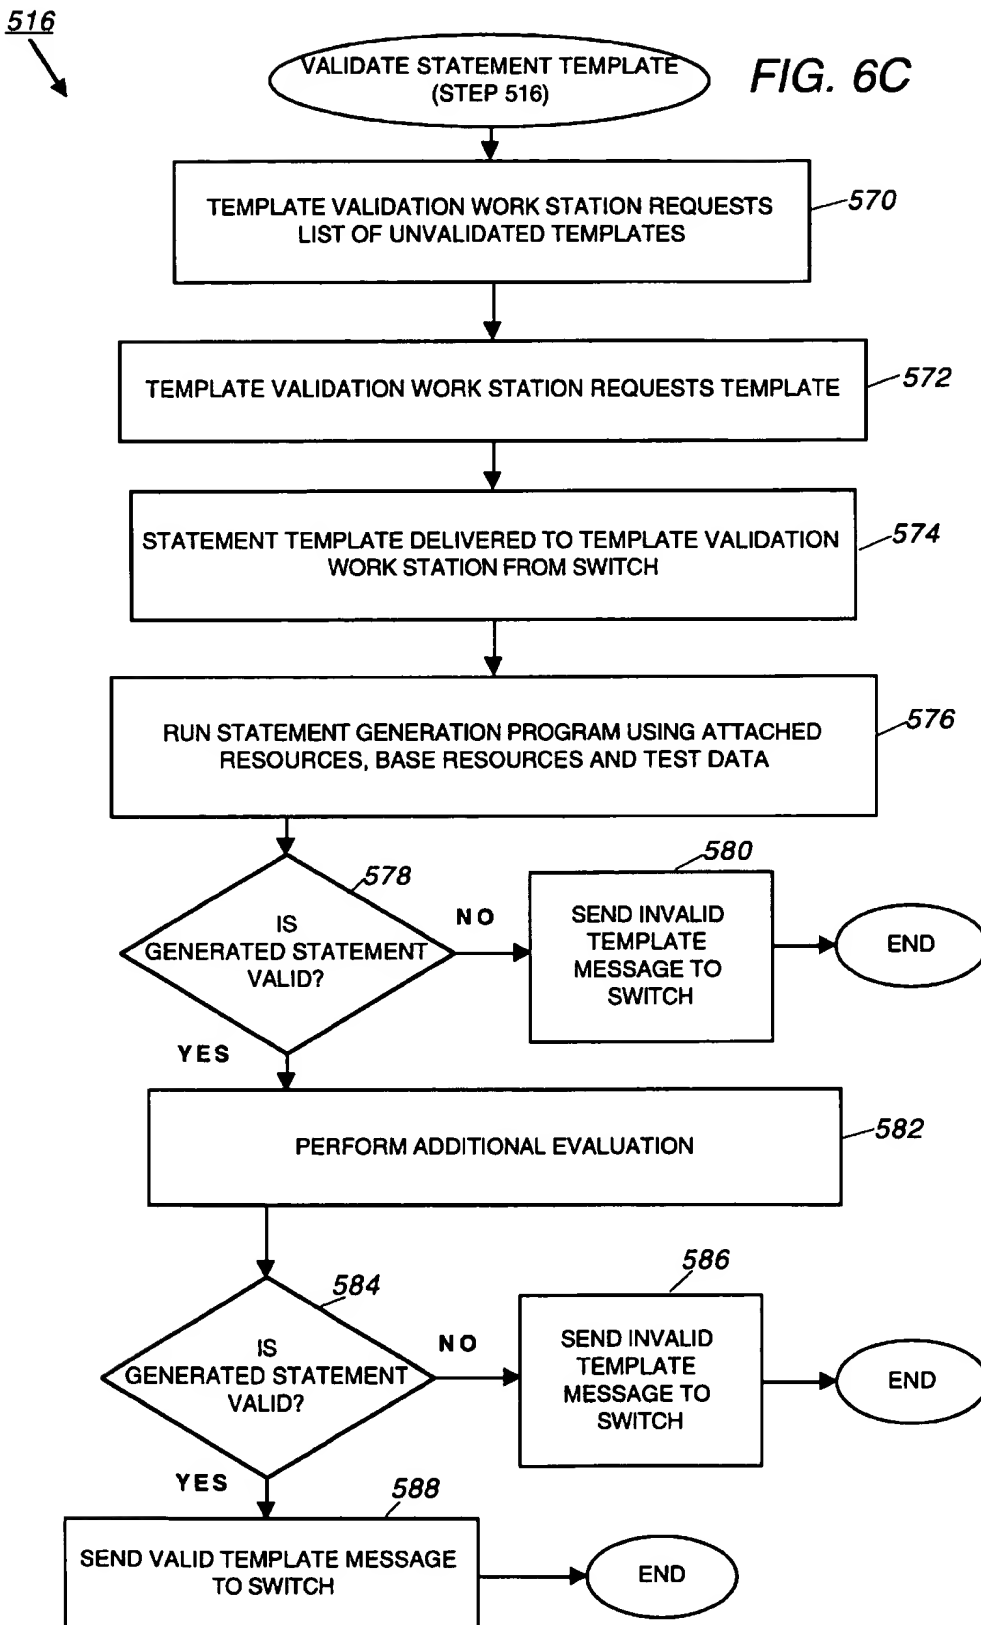 516
VALIDATE STATEMENT TEMPLATE
(STEP 516)
FIG. 6C
TEMPLATE VALIDATION WORK STATION REQUESTS
LIST OF UNVALIDATED TEMPLATES
570
TEMPLATE VALIDATION WORK STATION REQUESTS TEMPLATE
572
STATEMENT TEMPLATE DELIVERED TO TEMPLATE VALIDATION
WORK STATION FROM SWITCH
574
RUN STATEMENT GENERATION PROGRAM USING ATTACHED
RESOURCES, BASE RESOURCES AND TEST DATA
576
IS
GENERATED STATEMENT
VALID?
578
NO
580
SEND INVALID
TEMPLATE
MESSAGE TO
SWITCH
END
YES
PERFORM ADDITIONAL EVALUATION
582
IS
GENERATED STATEMENT
VALID?
584
NO
586
SEND INVALID
TEMPLATE
MESSAGE TO
SWITCH
END
YES
588
SEND VALID TEMPLATE MESSAGE
TO SWITCH
END